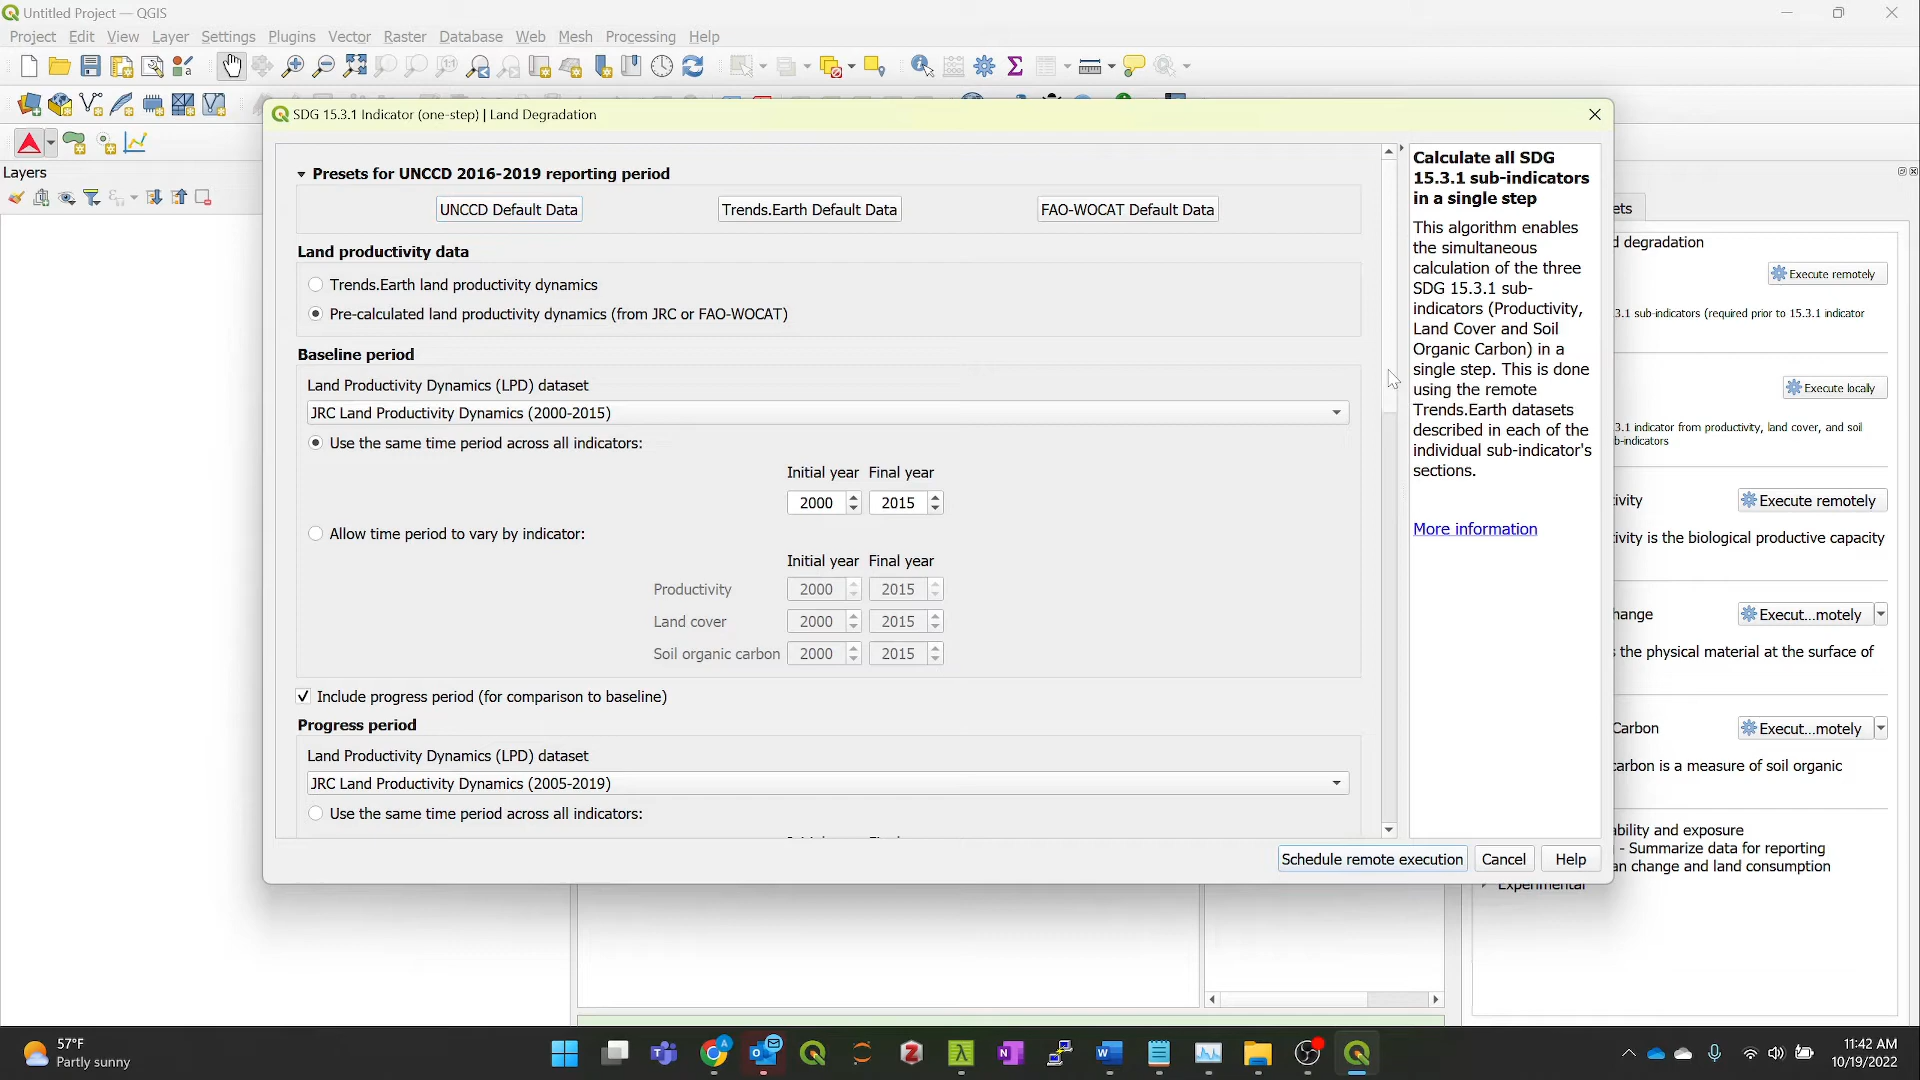 Untitled Project — QGIS
Project Edit View Layer Settings Plugins Vector Raster Database Web Mesh Processing Help
SDG 15.3.1 Indicator (one-step) | Land Degradation
Layers
Presets for UNCCD 2016-2019 reporting period
UNCCD Default Data Trends.Earth Default Data FAO-WOCAT Default Data
Land productivity data
Trends.Earth land productivity dynamics
Pre-calculated land productivity dynamics (from JRC or FAO-WOCAT)
Baseline period
Land Productivity Dynamics (LPD) dataset
JRC Land Productivity Dynamics (2000-2015)
Use the same time period across all indicators:
Initial year Final year
2000 2015
Allow time period to vary by indicator:
Initial year Final year
Productivity 2000 2015
Land cover 2000 2015
Soil organic carbon 2000 2015
Include progress period (for comparison to baseline)
Progress period
Land Productivity Dynamics (LPD) dataset
JRC Land Productivity Dynamics (2005-2019)
Use the same time period across all indicators:
Calculate all SDG
15.3.1 sub-indicators
in a single step
This algorithm enables
the simultaneous
calculation of the three
SDG 15.3.1 sub-
indicators (Productivity,
Land Cover and Soil
Organic Carbon) in a
single step. This is done
using the remote
Trends.Earth datasets
described in each of the
individual sub-indicator's
sections.
More information
Schedule remote execution Cancel Help
ets
d degradation
Execute remotely
3.1 sub-indicators (required prior to 15.3.1 indicator
Execute locally
3.1 indicator from productivity, land cover, and soil
b-indicators
ivity Execute remotely
ivity is the biological productive capacity
hange Execut...motely
the physical material at the surface of
Carbon Execut...motely
arbon is a measure of soil organic
ability and exposure
- Summarize data for reporting
an change and land consumption
Experimental
57°F
Partly sunny
11:42 AM
10/19/2022